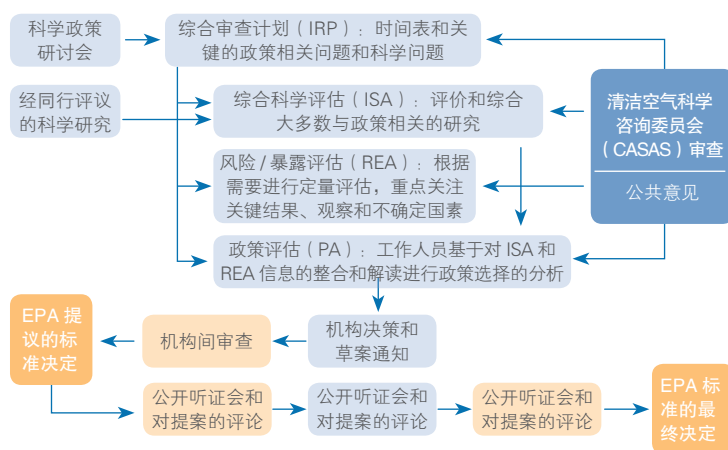 科学政策
研讨会
综合审查计划（IRP）：时间表和关
键的政策相关问题和科学问题
经同行评议
的科学研究
综合科学评估（ISA）：评价和综合
大多数与政策相关的研究
清洁空气科学
咨询委员会
（CASAS）审查
公共意见
风险/暴露评估（REA）：根据
需要进行定量评估，重点关注
关键结果、观察和不确定国素
政策评估（PA）：工作人员基于对 ISA 和
REA 信息的整合和解读进行政策选择的分析
EPA 提
议的标
准决定
机构间审查
机构决策和
草案通知
公开听证会和
对提案的评论
公开听证会和
对提案的评论
公开听证会和
对提案的评论
EPA 标
准的最
终决定